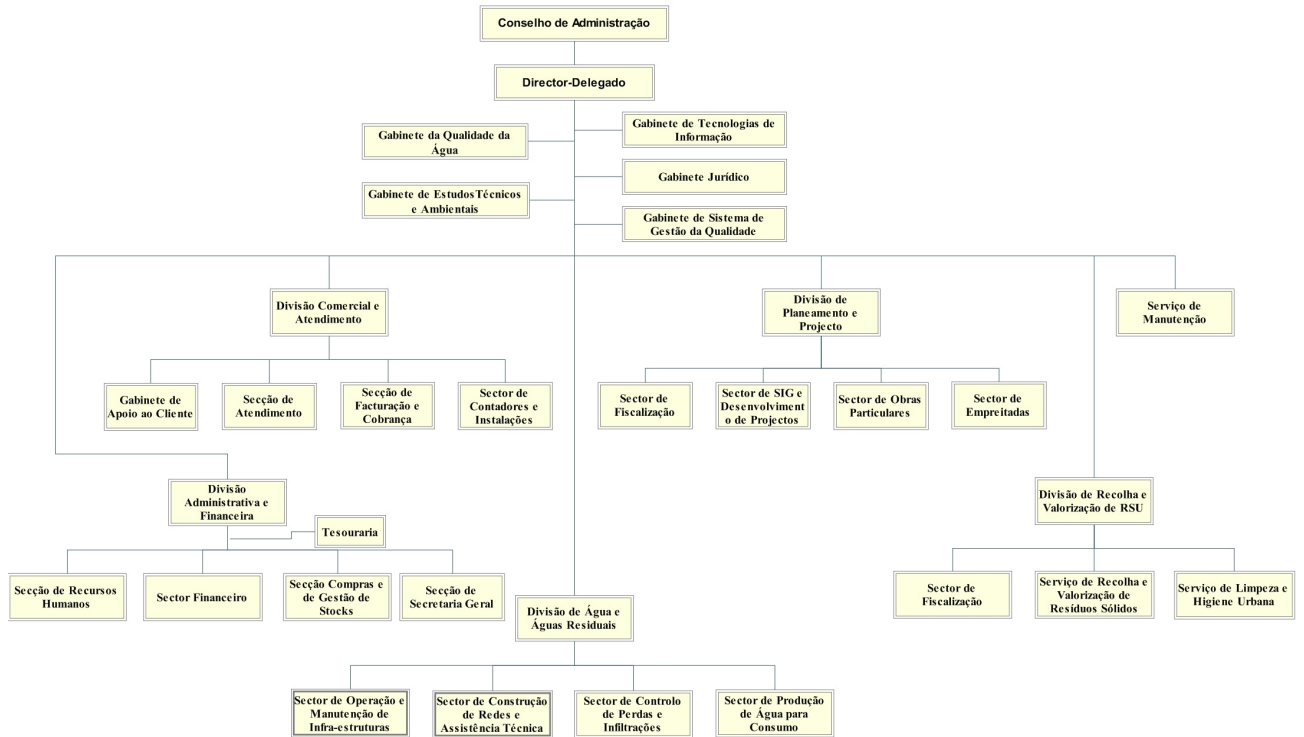 Conselho de Administração
Director-Delegado
Gabinete da Qualidade da
Água
Gabinete de Tecnologias de
Informação
Gabinete Jurídico
Gabinete de Estudos Técnicos
e Ambientais
Gabinete de Sistema de
Gestão da Qualidade
Divisão Comercial e
Atendimento
Divisão de
Planeamento e
Projecto
Serviço de
Manutenção
Gabinete de
Apoio ao Cliente
Secção de
Atendimento
Secção de
Facturação e
Cobrança
Sector de
Contadores e
Instalações
Sector de
Fiscalização
Sector de SIG e
Desenvolviment
o de Projectos
Sector de Obras
Particulares
Sector de
Empreitadas
Divisão
Administrativa e
Financeira
Tesouraria
Divisão de Recolha e
Valorização de RSU
Secção de Recursos
Humanos
Sector Financeiro
Secção Compras e
de Gestão de
Stocks
Secção de
Secretaria Geral
Sector de
Fiscalização
Serviço de Recolha e
Valorização de
Resíduos Sólidos
Serviço de Limpeza e
Higiene Urbana
Divisão de Água e
Águas Residuais
Sector de Operação e
Manutenção de
Infra-estruturas
Sector de Construção
de Redes e
Assistência Técnica
Sector de Controlo
de Perdas e
Infiltrações
Sector de Produção
de Água para
Consumo